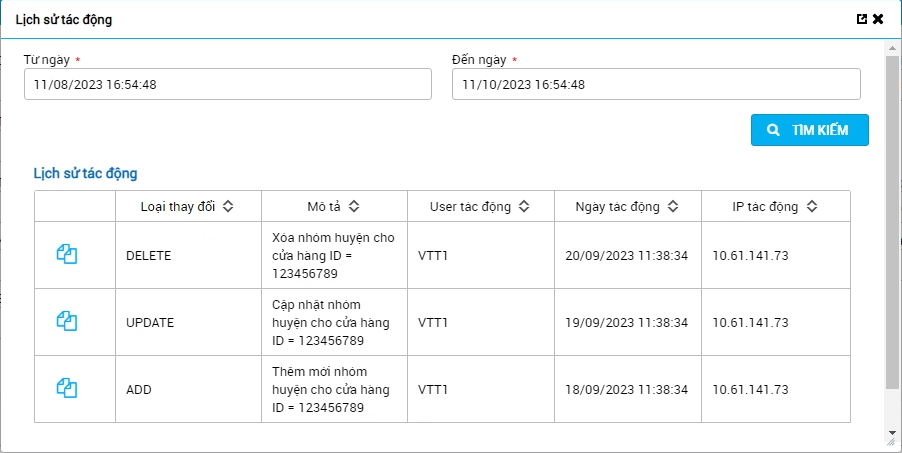 Lịch sử tác động
Từ ngày *
Đến ngày *
11/08/2023 16:54:48
11/10/2023 16:54:48
TÌM KIẾM
Lịch sử tác động
Loại thay đổi
Mô tả
User tác động
Ngày tác động
IP tác động
DELETE
Xóa nhóm huyện cho
cửa hàng ID =
123456789
VTT1
20/09/2023 11:38:34
10.61.141.73
UPDATE
Cập nhật nhóm
huyện cho cửa hàng
ID = 123456789
VTT1
19/09/2023 11:38:34
10.61.141.73
ADD
Thêm mới nhóm
huyện cho cửa hàng
ID = 123456789
VTT1
18/09/2023 11:38:34
10.61.141.73